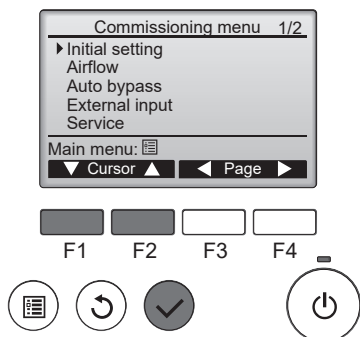 Commissioning menu 1/2
Initial setting
Airflow
Auto bypass
External input
Service
Main menu:
Cursor Page
F1 F2 F3 F4